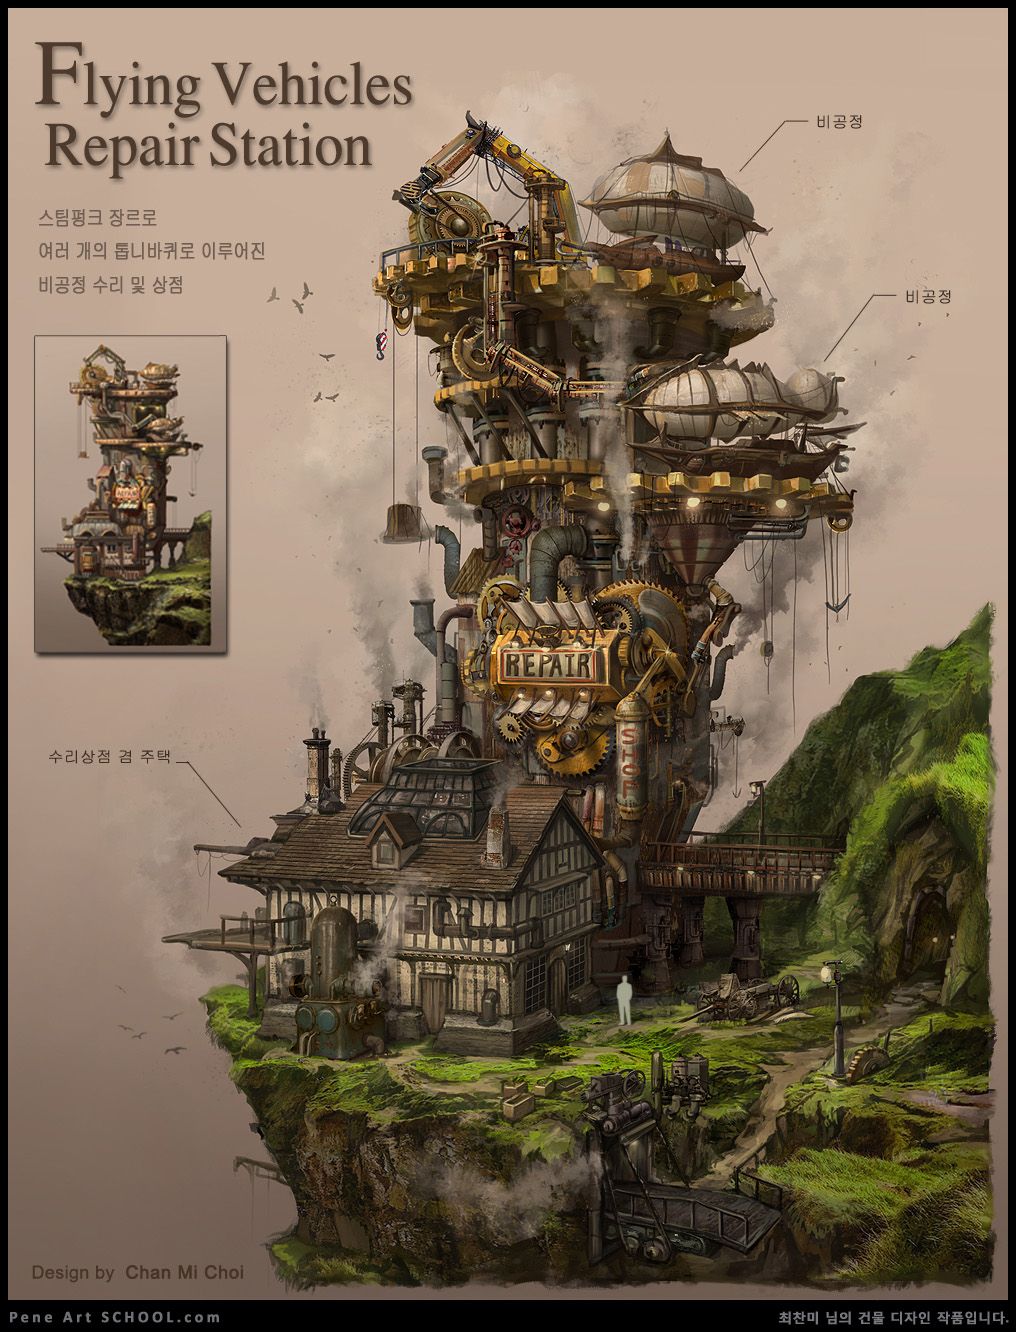 Flying Vehicles
Repair Station
스팀펑크 장르로
여러 개의 톱니바퀴로 이루어진
비공정 수리 및 상점
비공정
비공정
REPAIR
SHOP
수리상점 겸 주택
Design by Chan Mi Choi
Pene Art SCHOOL.com
최찬미 님의 건물 디자인 작품입니다.